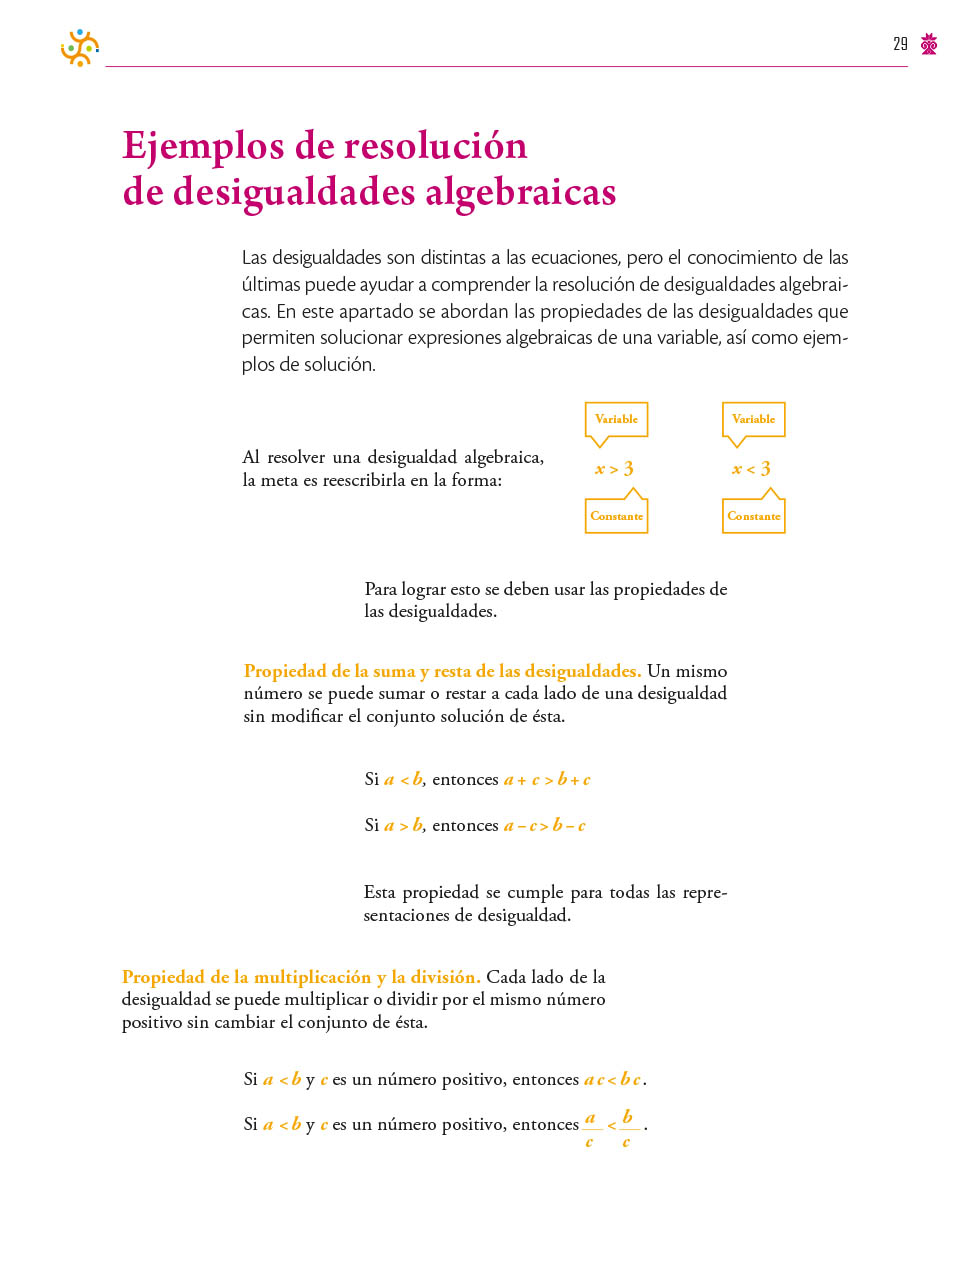 29
Ejemplos de resolución
de desigualdades algebraicas
Las desigualdades son distintas a las ecuaciones, pero el conocimiento de las
últimas puede ayudar a comprender la resolución de desigualdades algebrai-
cas. En este apartado se abordan las propiedades de las desigualdades que
permiten solucionar expresiones algebraicas de una variable, así como ejem-
plos de solución.
Al resolver una desigualdad algebraica,
la meta es reescribirla en la forma:
Variable
x > 3
Constante
Variable
x < 3
Constante
Para lograr esto se deben usar las propiedades de
las desigualdades.
Propiedad de la suma y resta de las desigualdades. Un mismo
número se puede sumar o restar a cada lado de una desigualdad
sin modificar el conjunto solución de ésta.
Si a < b, entonces a + c > b + c
Si a > b, entonces a – c > b – c
Esta propiedad se cumple para todas las repre-
sentaciones de desigualdad.
Propiedad de la multiplicación y la división. Cada lado de la
desigualdad se puede multiplicar o dividir por el mismo número
positivo sin cambiar el conjunto de ésta.
Si a < b y c es un número positivo, entonces a c < b c .
Si a < b y c es un número positivo, entonces a/c < b/c .